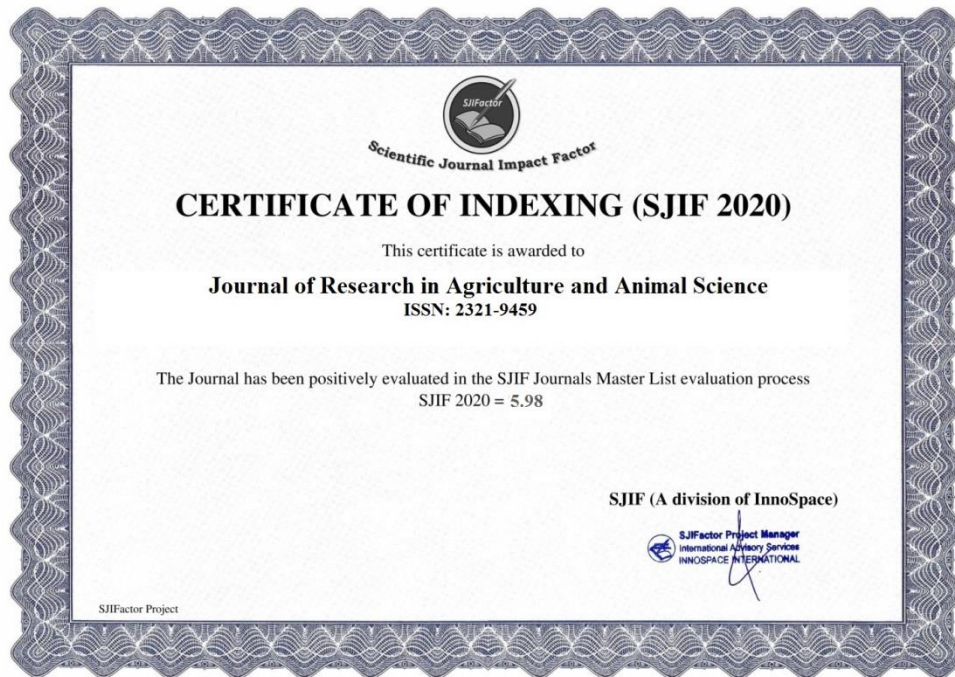 SJIFactor
Scientific Journal Impact Factor
CERTIFICATE OF INDEXING (SJIF 2020)
This certificate is awarded to
Journal of Research in Agriculture and Animal Science
ISSN: 2321-9459
The Journal has been positively evaluated in the SJIF Journals Master List evaluation process
SJIF 2020 = 5.98
SJIF (A division of InnoSpace)
SJIFactor Project Manager
International Advisory Services
INNOSPACE INTERNATIONAL
SJIFactor Project